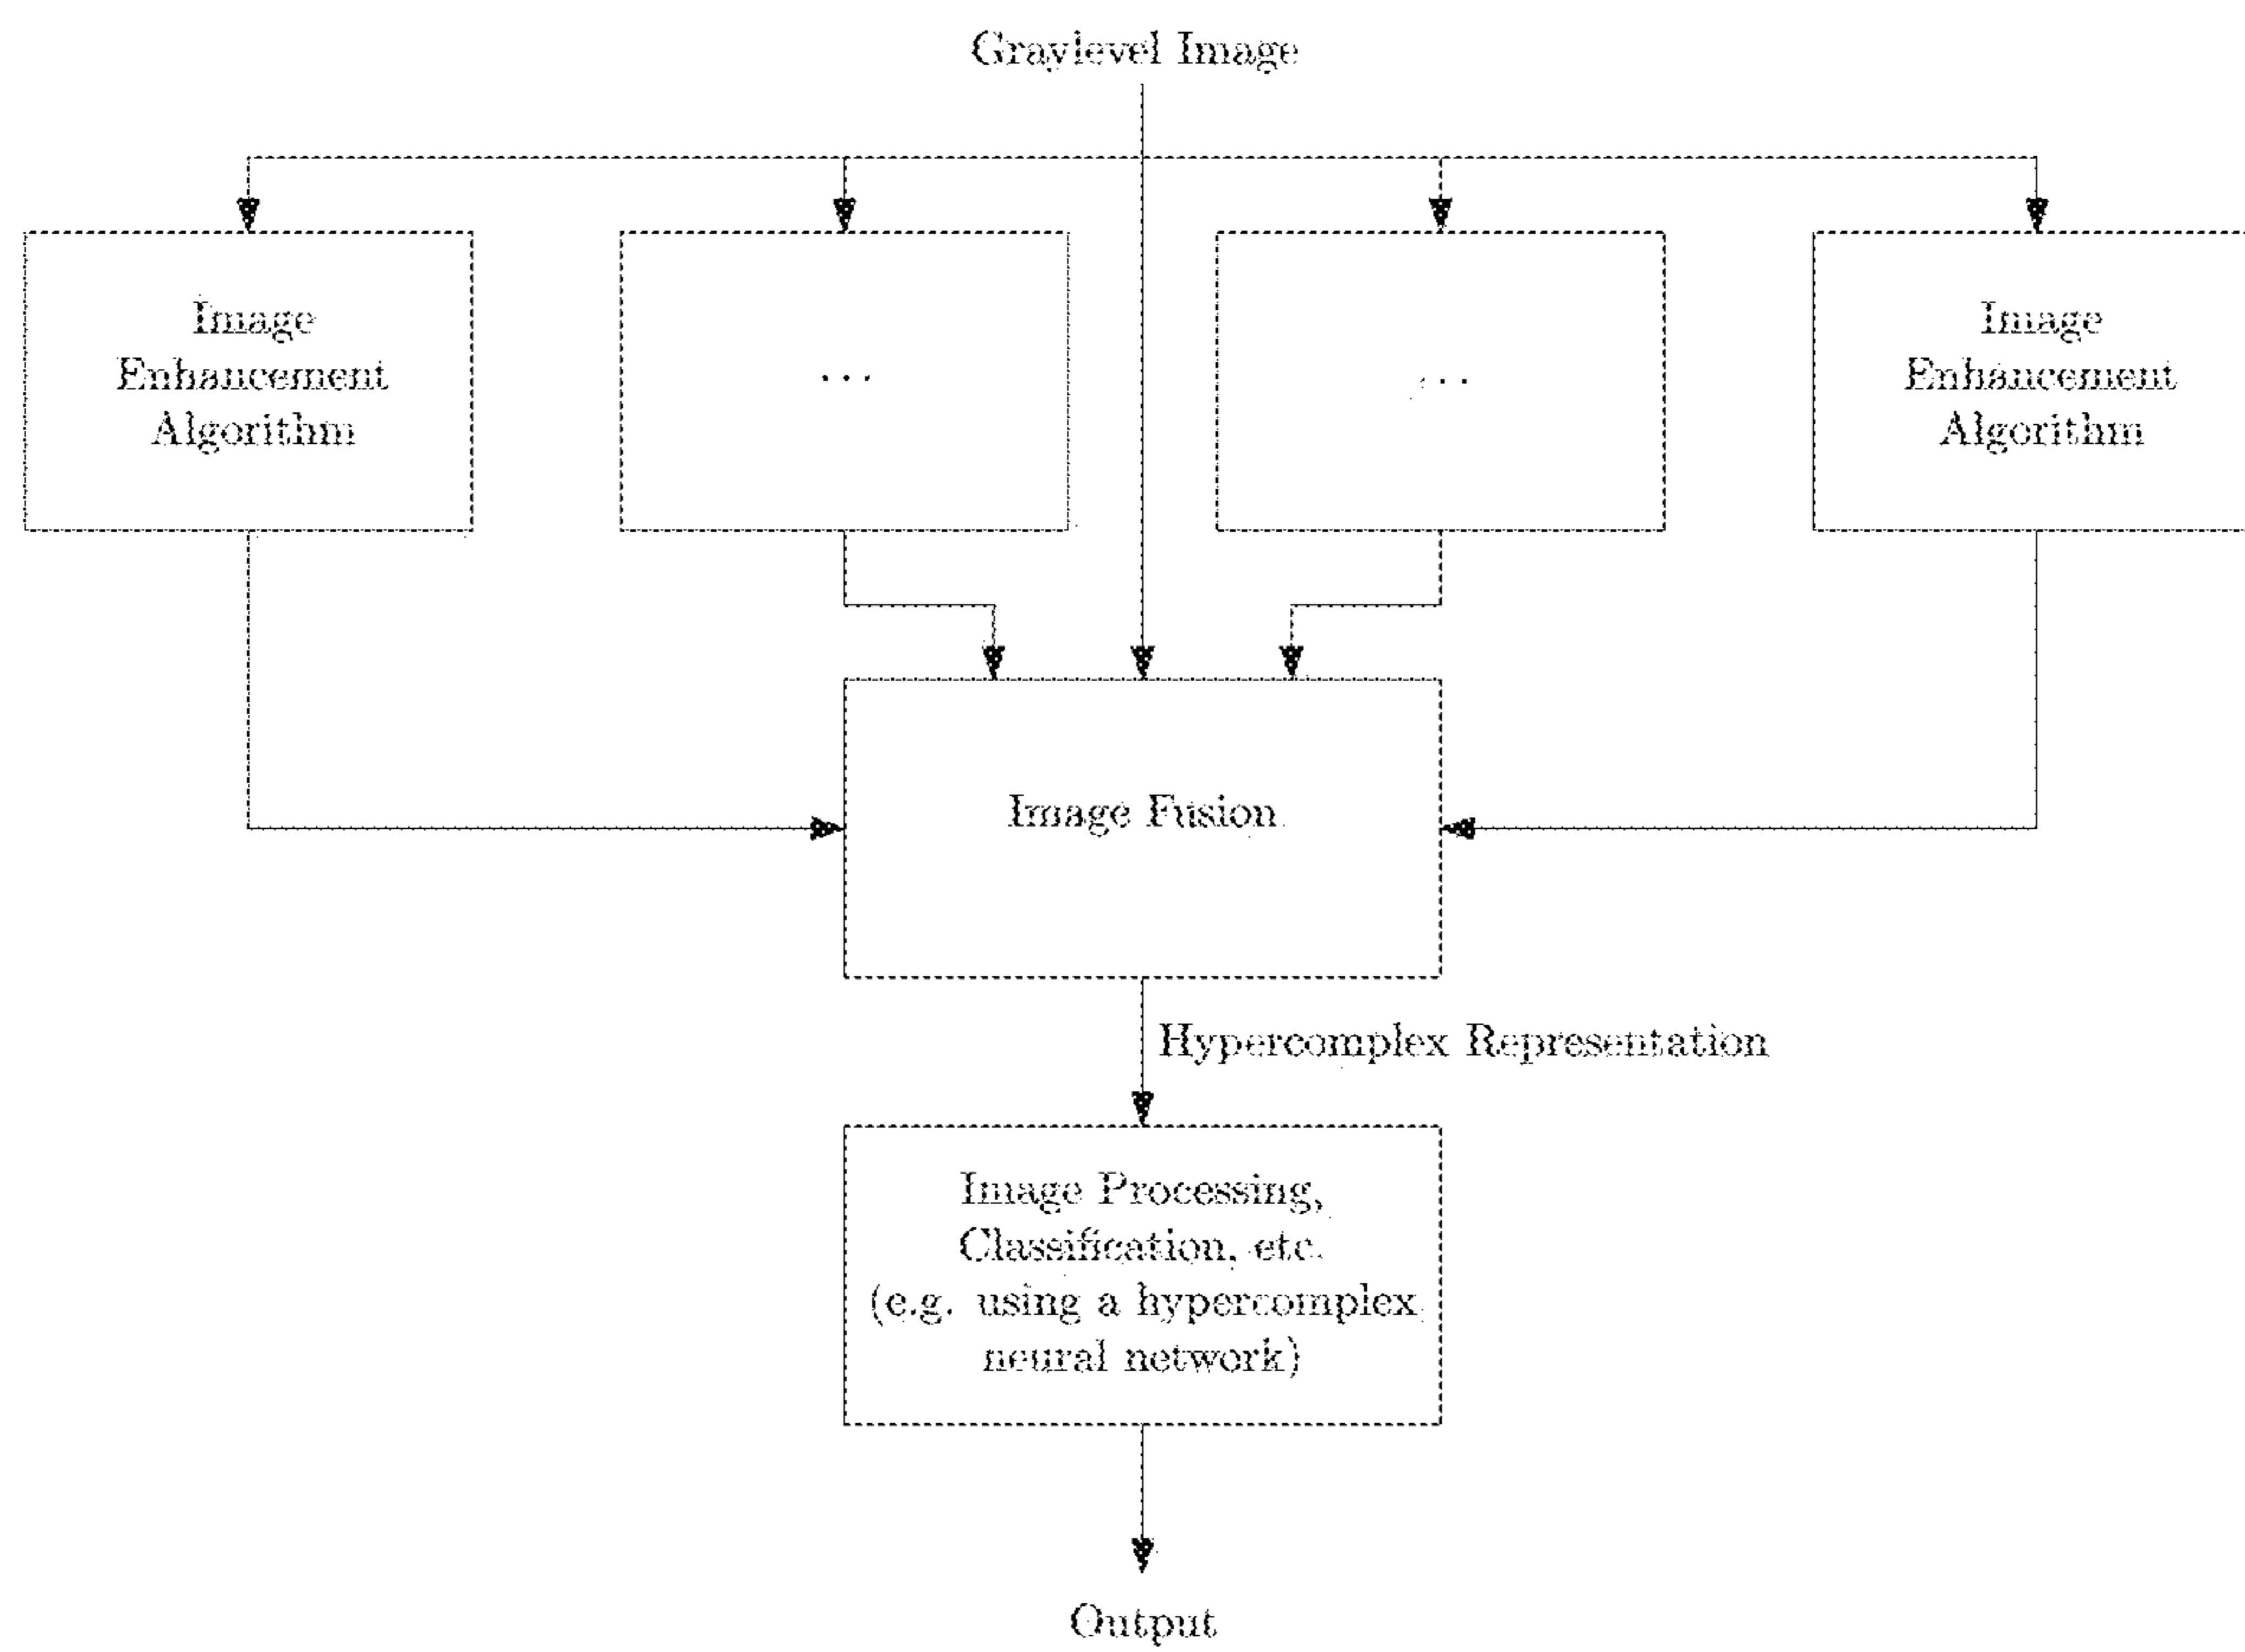 Graylevel Image
Image
Enhancement
Algorithm
...
...
Image
Enhancement
Algorithm
Image Fusion
Hypercomplex Representation
Image Processing,
Classification, etc.
(e.g. using a hypercomplex
neural network)
Output